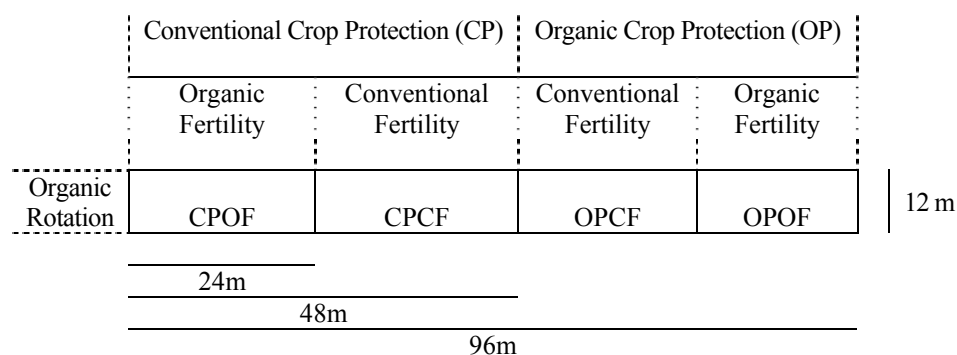 Conventional Crop Protection (CP) Organic Crop Protection (OP)
Organic Fertility
Conventional Fertility
Conventional Fertility
Organic Fertility
Organic Rotation
CPOF CPCF OPCF OPOF
12 m
24m
48m
96m